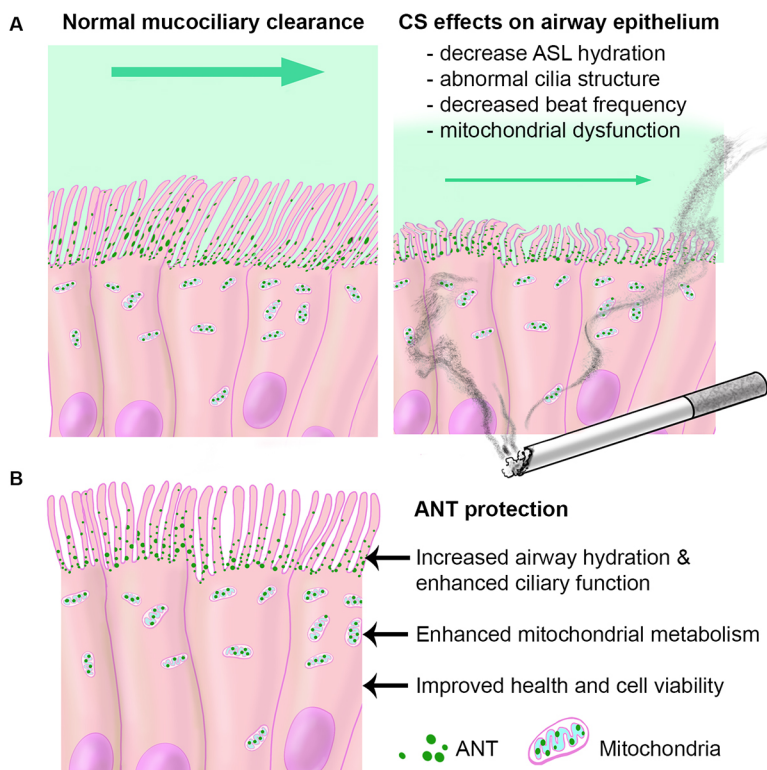 A
Normal mucociliary clearance
CS effects on airway epithelium
- decrease ASL hydration
- abnormal cilia structure
- decreased beat frequency
- mitochondrial dysfunction
B
ANT protection
Increased airway hydration &
enhanced ciliary function
Enhanced mitochondrial metabolism
Improved health and cell viability
ANT
Mitochondria